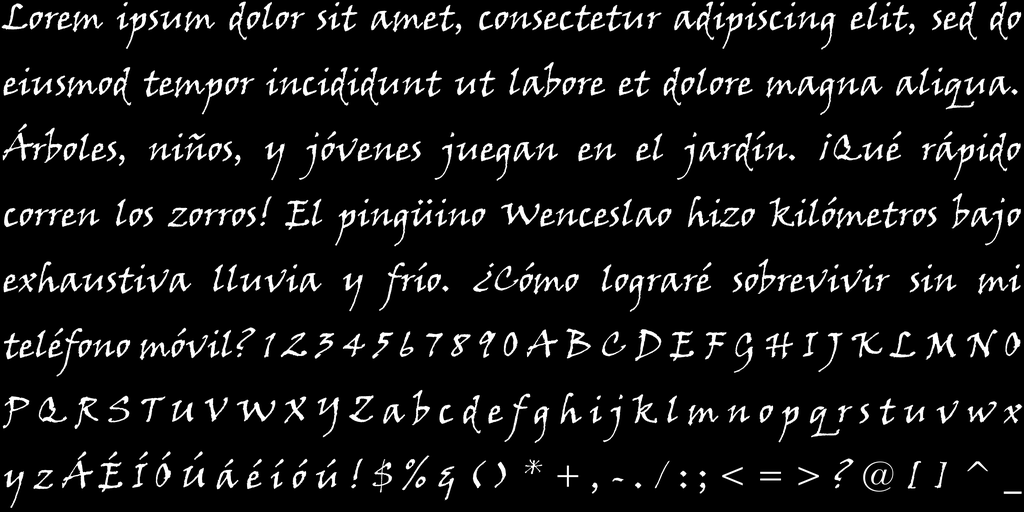 Lorem ipsum dolor sit amet, consectetur adipiscing elit, sed do
eiusmod tempor incididunt ut labore et dolore magna aliqua.
Árboles, niños, y jóvenes juegan en el jardín. ¡Qué rápido
corren los zorros! El pingüino Wenceslao hizo kilómetros bajo
exhaustiva lluvia y frío. ¿Cómo lograré sobrevivir sin mi
teléfono móvil? 1 2 3 4 5 6 7 8 9 0 A B C D E F G H I J K L M N O
P Q R S T U V W X Y Z a b c d e f g h i j k l m n o p q r s t u v w x
y z Á É Í Ó Ú á é í ó ú ! $ % & ( ) * + , - . / : ; < = > ? @ [ ] ^ _